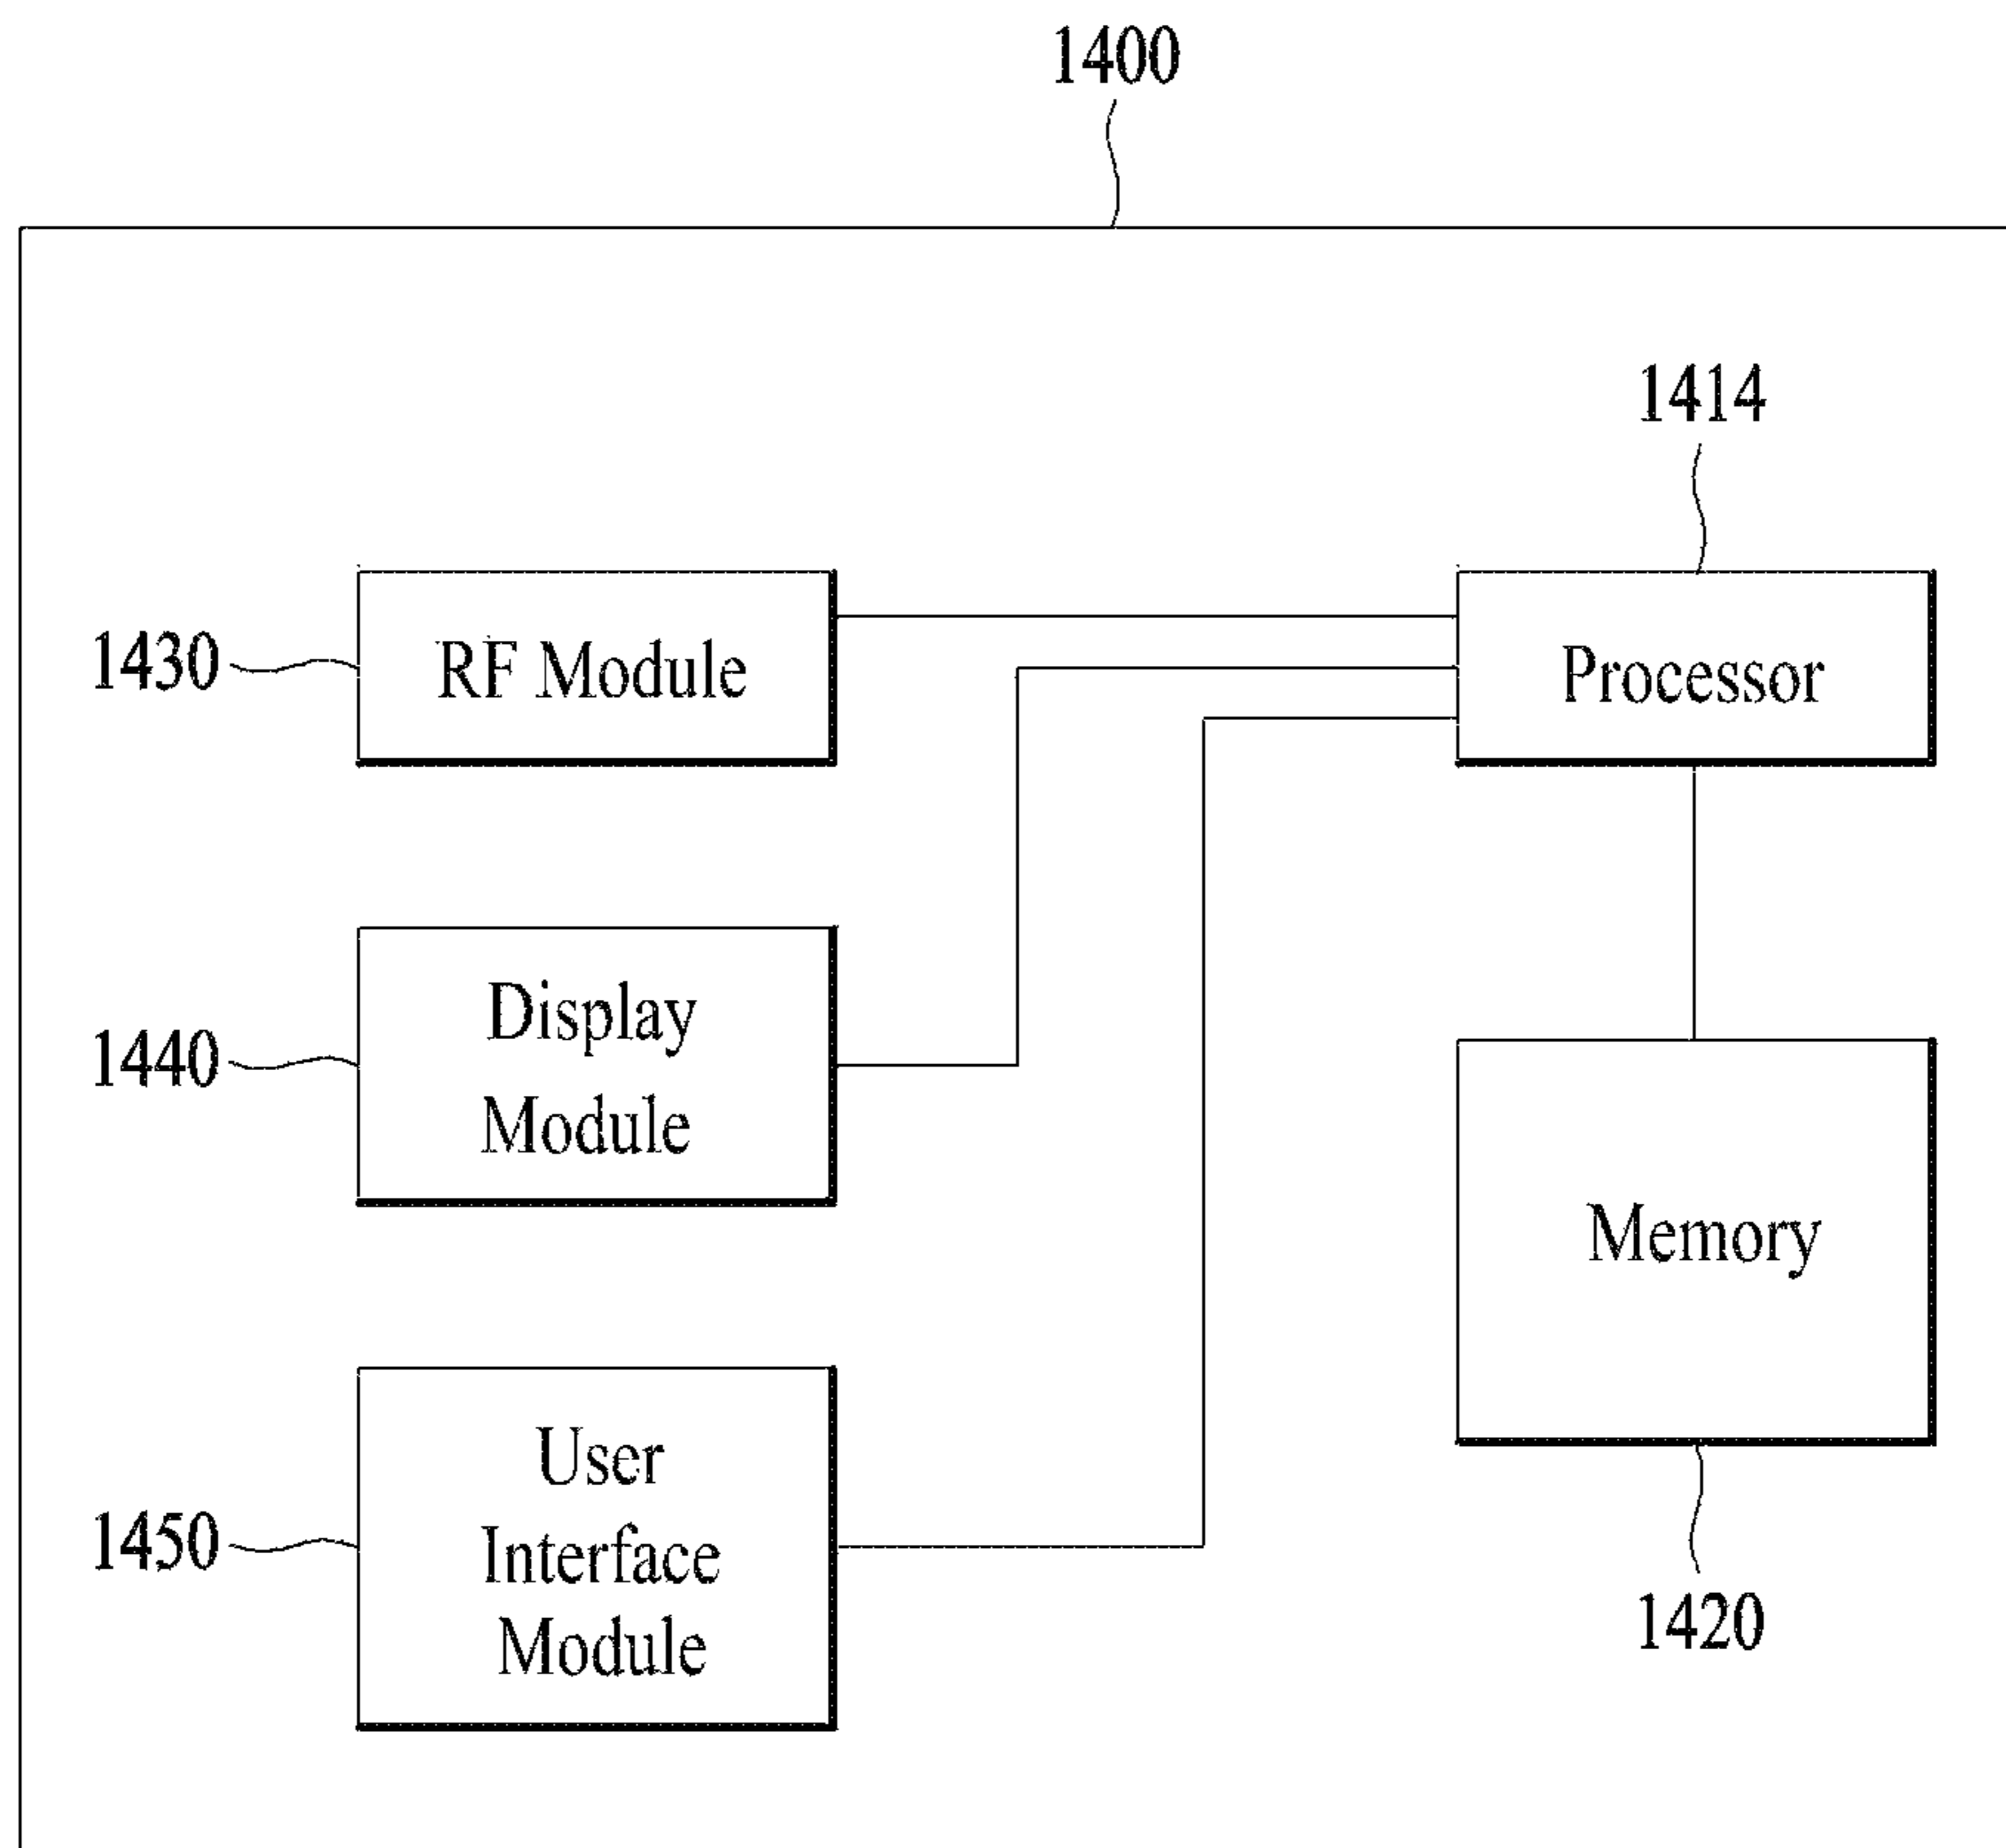 1400
1414
1430
RF Module
Processor
1440
Display
Module
Memory
1450
User
Interface
Module
1420